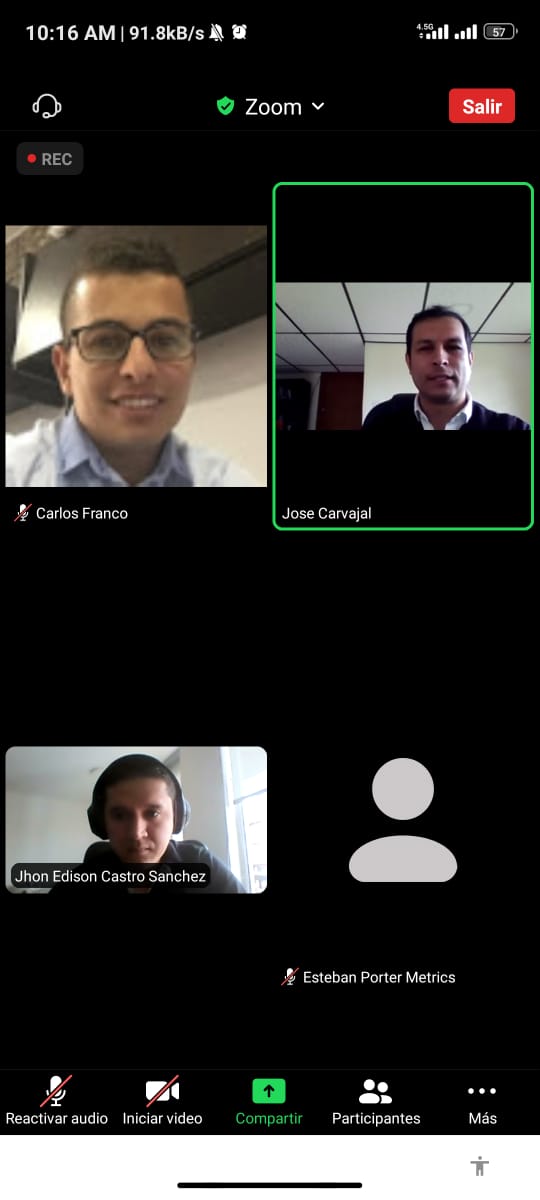 10:16 AM | 91.8kB/s
4.5G
57
Zoom
Salir
REC
Carlos Franco
Jose Carvajal
Jhon Edison Castro Sanchez
Esteban Porter Metrics
Reactivar audio
Iniciar video
Compartir
Participantes
Más